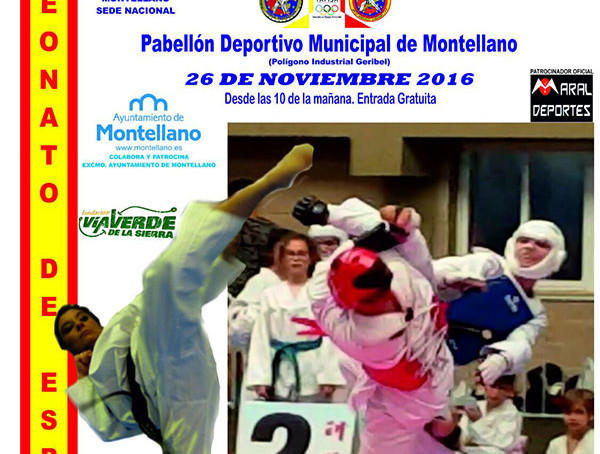 MONTELLANO
SEDE NACIONAL
Pabellón Deportivo Municipal de Montellano
(Polígono Industrial Geribel)
26 DE NOVIEMBRE 2016
Desde las 10 de la mañana. Entrada Gratuita
PATROCINADOR OFICIAL
MARAL
DEPORTES
Ayuntamiento de
Montellano
www.montellano.es
COLABORA Y PATROCINA
EXCMO. AYUNTAMIENTO DE MONTELLANO
fundación
VÍAVERDE
DE LA SIERRA
EONATO DE ESP
2